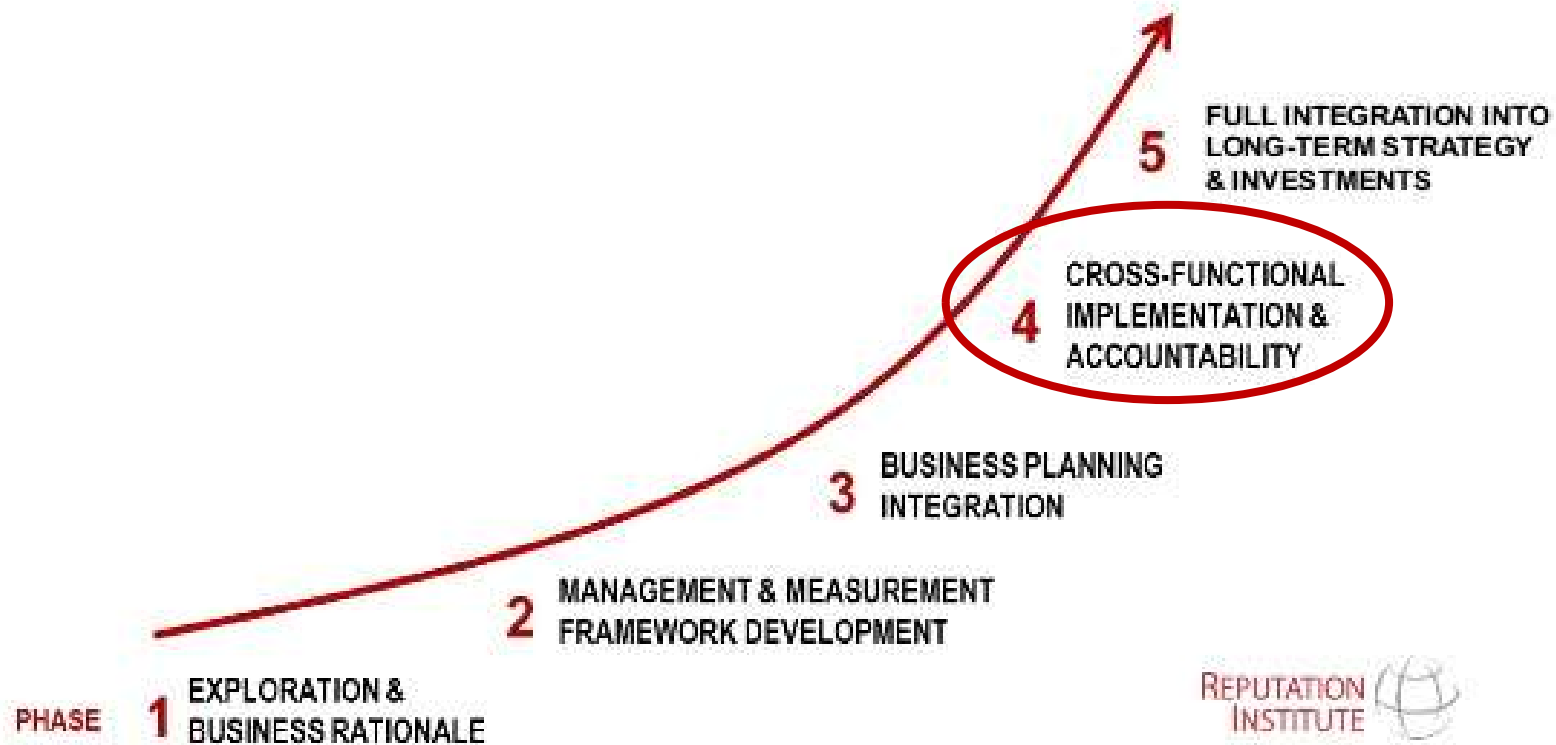 5
FULL INTEGRATION INTO
LONG-TERM STRATEGY
& INVESTMENTS
4
CROSS-FUNCTIONAL
IMPLEMENTATION &
ACCOUNTABILITY
3
BUSINESS PLANNING
INTEGRATION
2
MANAGEMENT & MEASUREMENT
FRAMEWORK DEVELOPMENT
PHASE 1
EXPLORATION &
BUSINESS RATIONALE
REPUTATION
INSTITUTE